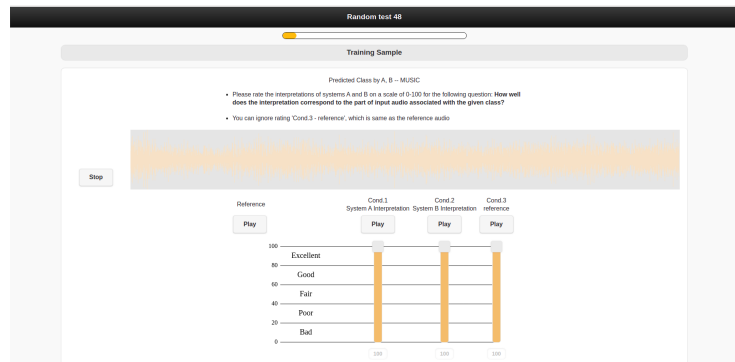 Random test 48
Training Sample
Predicted Class by A, B -- MUSIC
• Please rate the interpretations of systems A and B on a scale of 0-100 for the following question: How well
does the interpretation correspond to the part of input audio associated with the given class?
• You can ignore rating 'Cond.3 - reference', which is same as the reference audio
Stop
Reference
Cond.1 Cond.2 Cond.3
System A Interpretation System B Interpretation reference
Play Play Play Play
100
Excellent
80
Good
60
Fair
40
Poor
20
Bad
0
100 100 100